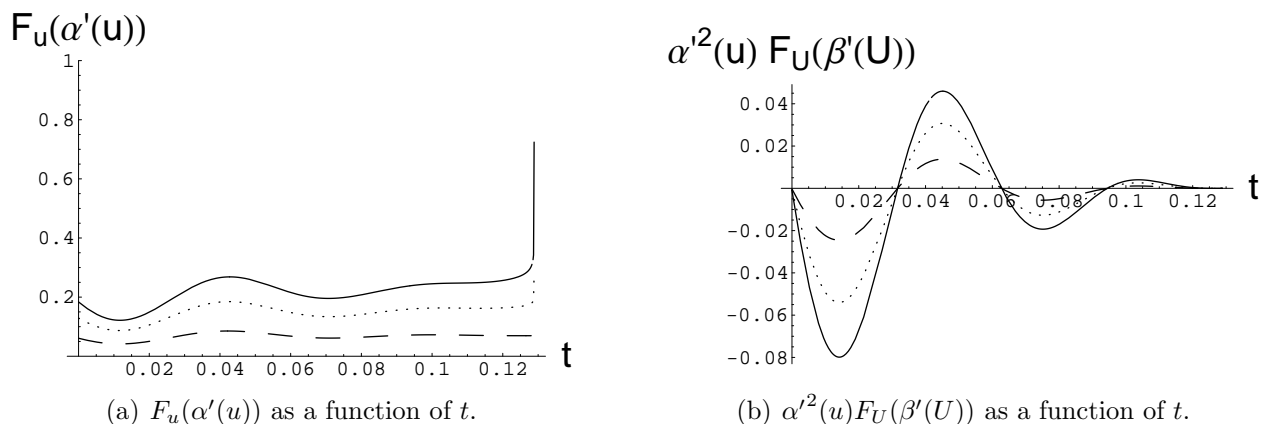 F_u(α'(u))
1
0.8
0.6
0.4
0.2
0.02 0.04 0.06 0.08 0.1 0.12
t
(a) F_u(α'(u)) as a function of t.
α'²(u) F_U(β'(U))
0.04
0.02
0.02 0.04 0.06 0.08 0.1 0.12
t
-0.02
-0.04
-0.06
-0.08
(b) α'²(u)F_U(β'(U)) as a function of t.